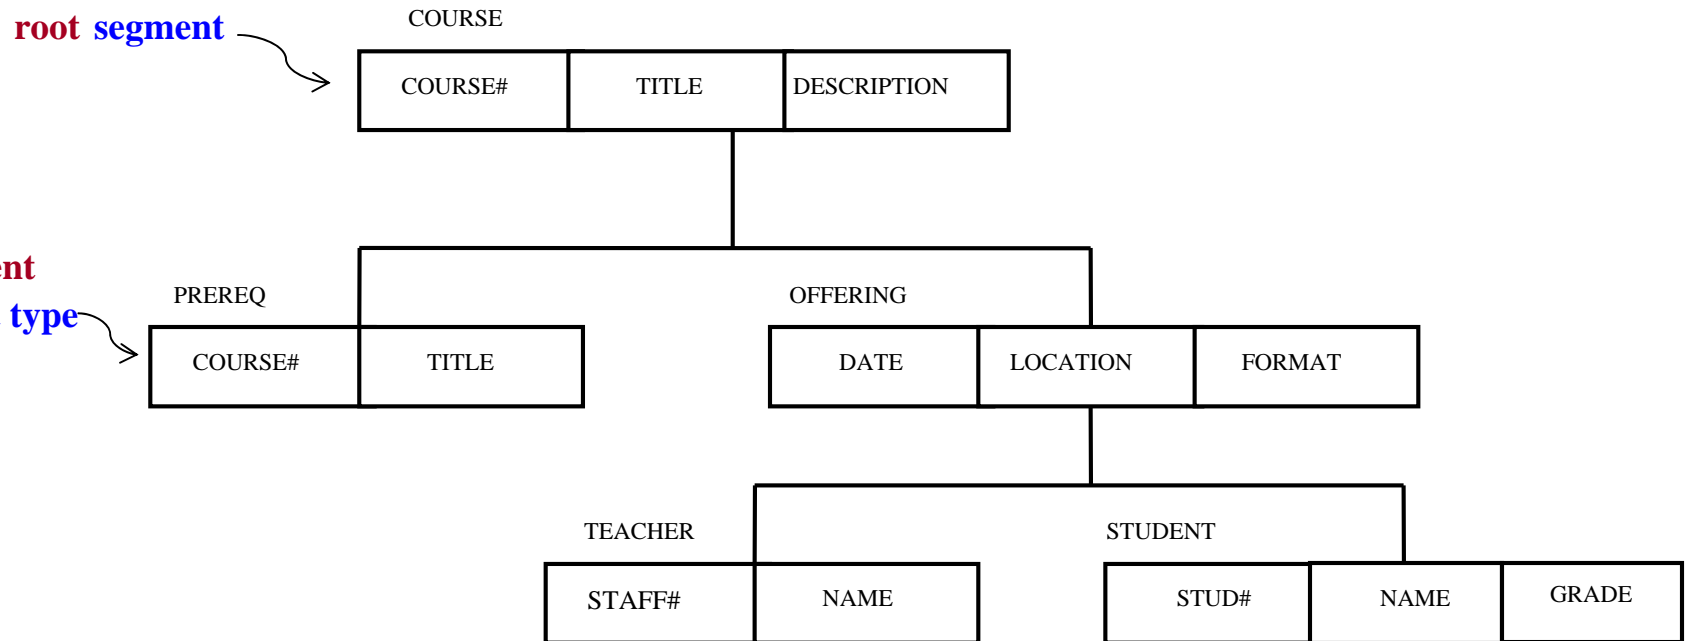 COURSE
root segment
COURSE# TITLE DESCRIPTION
PREREQ OFFERING
type
COURSE# TITLE DATE LOCATION FORMAT
TEACHER STUDENT
STAFF# NAME STUD# NAME GRADE